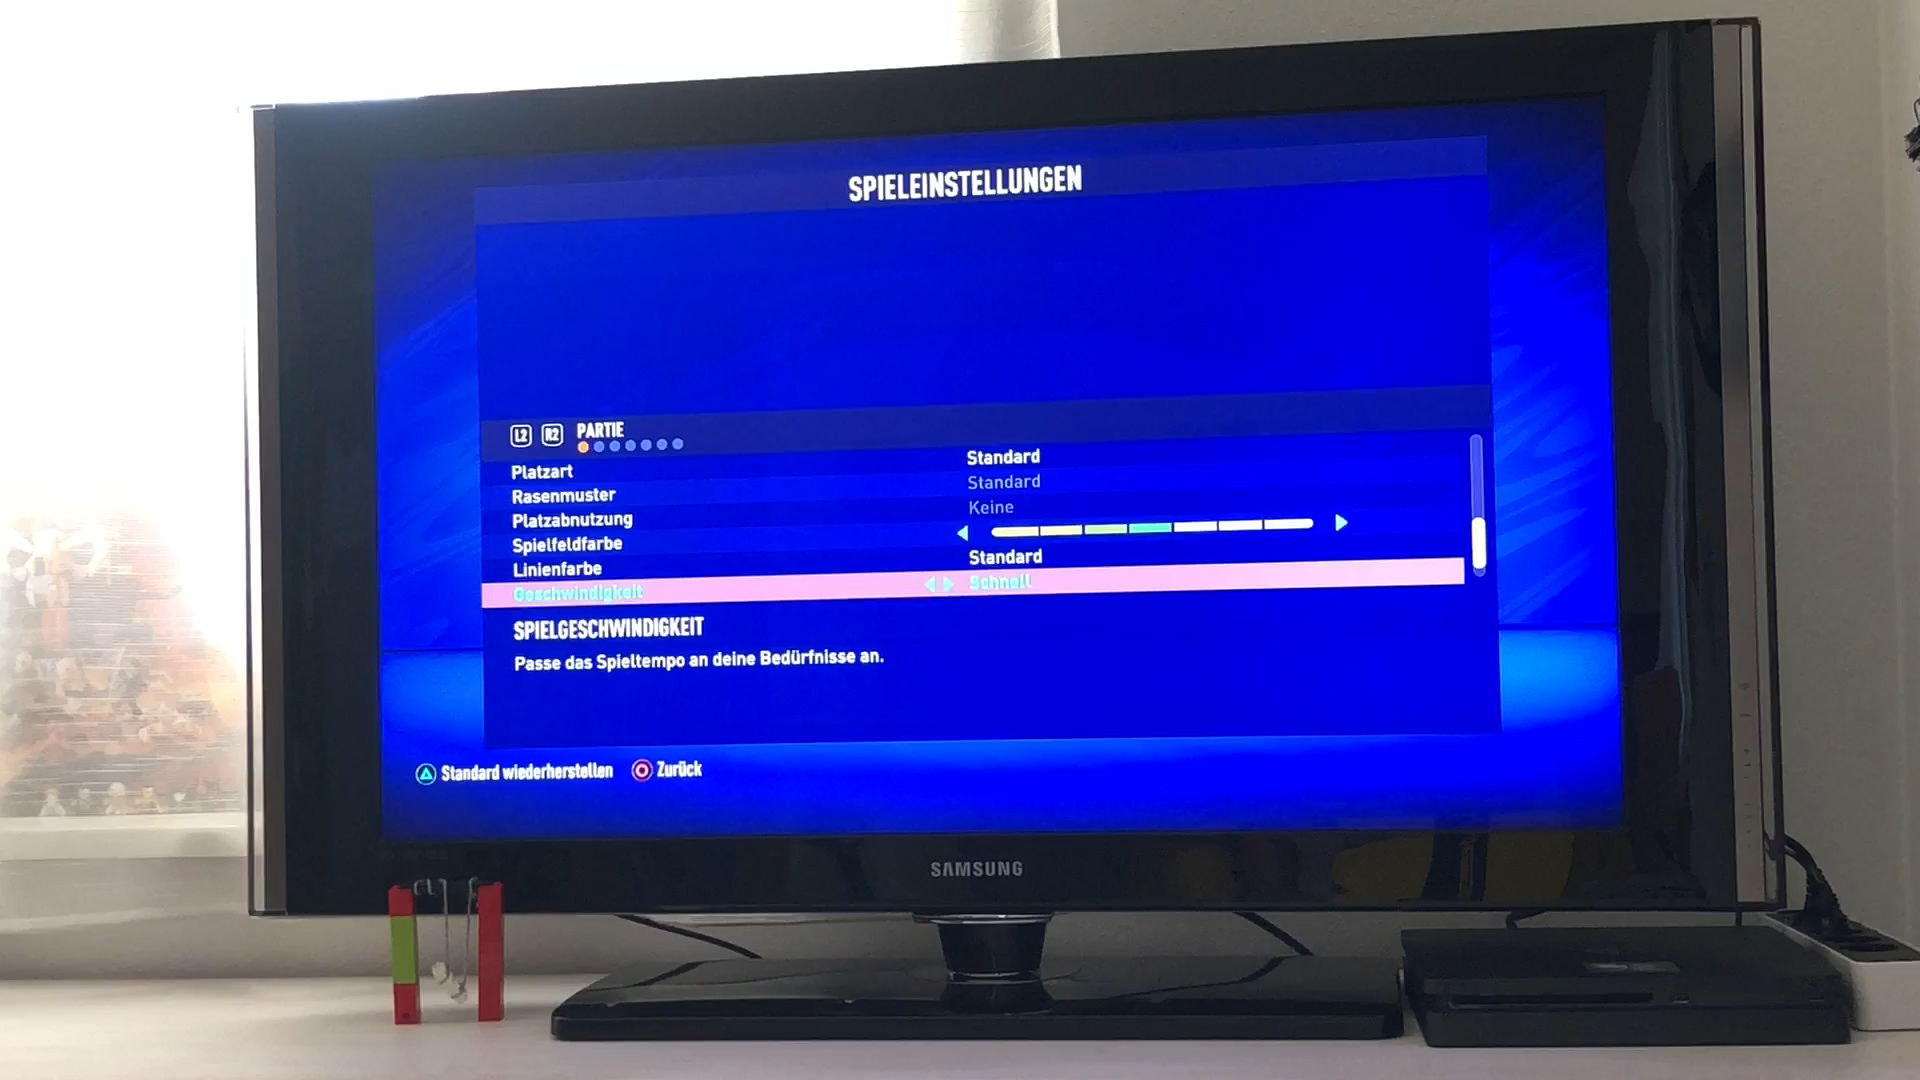 SPIELEINSTELLUNGEN
L2 R2 PARTIE
Platzart Standard
Rasenmuster Standard
Platzabnutzung Keine
Spielfeldfarbe
Linienfarbe Standard
Geschwindigkeit Schnell
SPIELGESCHWINDIGKEIT
Passe das Spieltempo an deine Bedürfnisse an.
Standard wiederherstellen Zurück
SAMSUNG